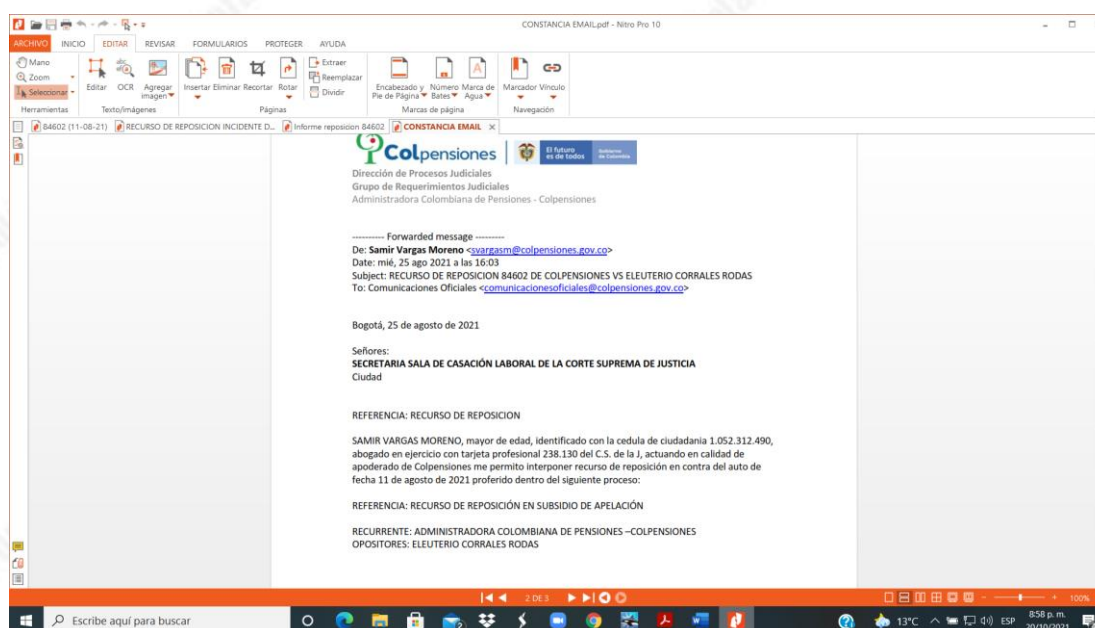 CONSTANCIA EMAIL.pdf - Nitro Pro 10
ARCHIVO INICIO EDITAR REVISAR FORMULARIOS PROTEGER AYUDA
Mano
Zoom
Seleccionar
Herramientas
Editar OCR Agregar imagen
Texto/Imágenes
Insertar Eliminar Recortar Rotar
Extraer
Reemplazar
Dividir
Páginas
Encabezado y Pie de Página Número Bates Marca de Agua
Marcas de página
Marcador Vínculo
Navegación
84602 (11-08-21) RECURSO DE REPOSICION INCIDENTE D... Informe reposicion 84602 CONSTANCIA EMAIL
Colpensiones
El futuro es de todos
Gobierno de Colombia
Dirección de Procesos Judiciales
Grupo de Requerimientos Judiciales
Administradora Colombiana de Pensiones - Colpensiones
---------- Forwarded message ---------
De: Samir Vargas Moreno <svargasm@colpensiones.gov.co>
Date: mié, 25 ago 2021 a las 16:03
Subject: RECURSO DE REPOSICION 84602 DE COLPENSIONES VS ELEUTERIO CORRALES RODAS
To: Comunicaciones Oficiales <comunicacionesoficiales@colpensiones.gov.co>
Bogotá, 25 de agosto de 2021
Señores:
SECRETARIA SALA DE CASACIÓN LABORAL DE LA CORTE SUPREMA DE JUSTICIA
Ciudad
REFERENCIA: RECURSO DE REPOSICION
SAMIR VARGAS MORENO, mayor de edad, identificado con la cedula de ciudadania 1.052.312.490,
abogado en ejercicio con tarjeta profesional 238.130 del C.S. de la J, actuando en calidad de
apoderado de Colpensiones me permito interponer recurso de reposición en contra del auto de
fecha 11 de agosto de 2021 proferido dentro del siguiente proceso:
REFERENCIA: RECURSO DE REPOSICIÓN EN SUBSIDIO DE APELACIÓN
RECURRENTE: ADMINISTRADORA COLOMBIANA DE PENSIONES –COLPENSIONES
OPOSITORES: ELEUTERIO CORRALES RODAS
2 DE 3
100%
Escribe aquí para buscar
13°C
ESP
8:58 p. m.
20/10/2021